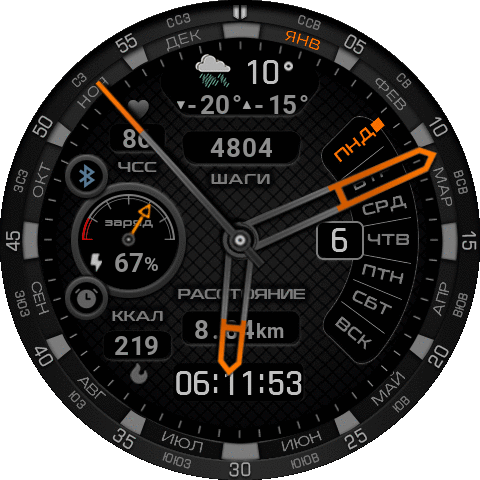 55
05
10
15
20
25
30
35
40
45
50
ССЗ
ССВ
СВ
ВСВ
ВЮВ
ЮВ
ЮЮВ
ЮЮЗ
ЮЗ
ЗЮЗ
ЗСЗ
СЗ
ДЕК
ЯНВ
ФЕВ
МАР
АПР
МАЙ
ИЮН
ИЮЛ
АВГ
СЕН
ОКТ
10°
-20°
-15°
4804
ШАГИ
ЧСС
заряд
67%
ПНД
СРД
6 ЧТВ
ПТН
СБТ
ВСК
РАССТОЯНИЕ
ККАЛ
219
06:11:53